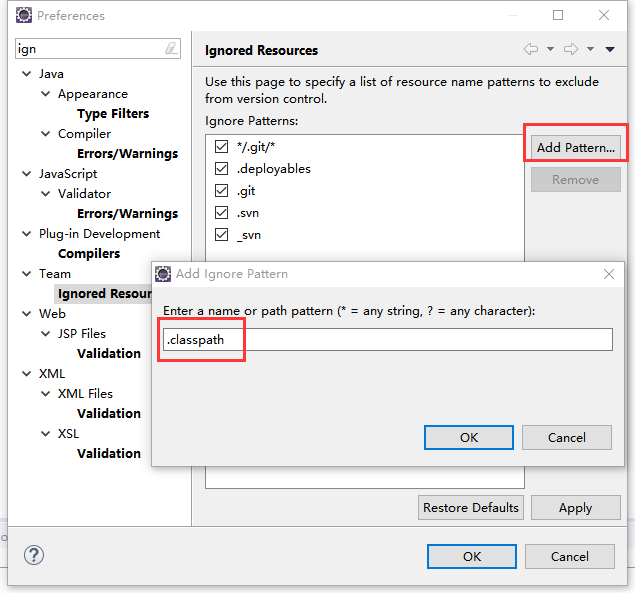 Preferences
ign
Java
Appearance
Type Filters
Compiler
Errors/Warnings
JavaScript
Validator
Errors/Warnings
Plug-in Development
Compilers
Team
Ignored Resour
Web
JSP Files
Validation
XML
XML Files
Validation
XSL
Validation
Ignored Resources
Use this page to specify a list of resource name patterns to exclude
from version control.
Ignore Patterns:
*/.git/*
.deployables
.git
.svn
_svn
Add Pattern...
Remove
Add Ignore Pattern
Enter a name or path pattern (* = any string, ? = any character):
.classpath
OK Cancel
Restore Defaults Apply
? OK Cancel